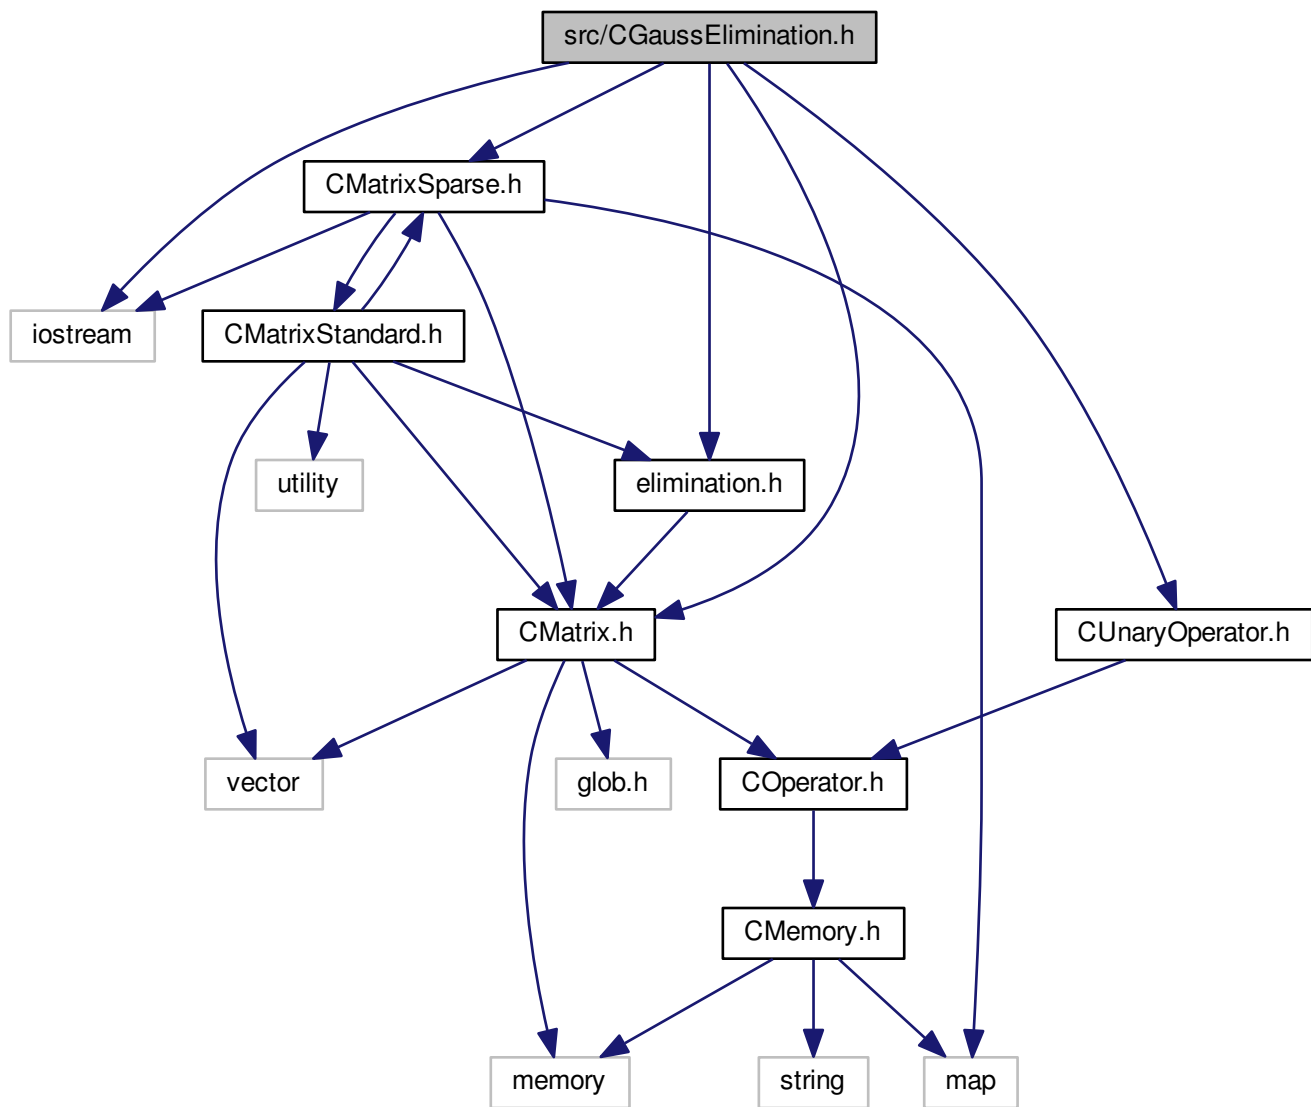 src/CGaussElimination.h
CMatrixSparse.h
iostream
CMatrixStandard.h
utility
elimination.h
CMatrix.h
CUnaryOperator.h
vector
glob.h
COperator.h
CMemory.h
memory
string
map